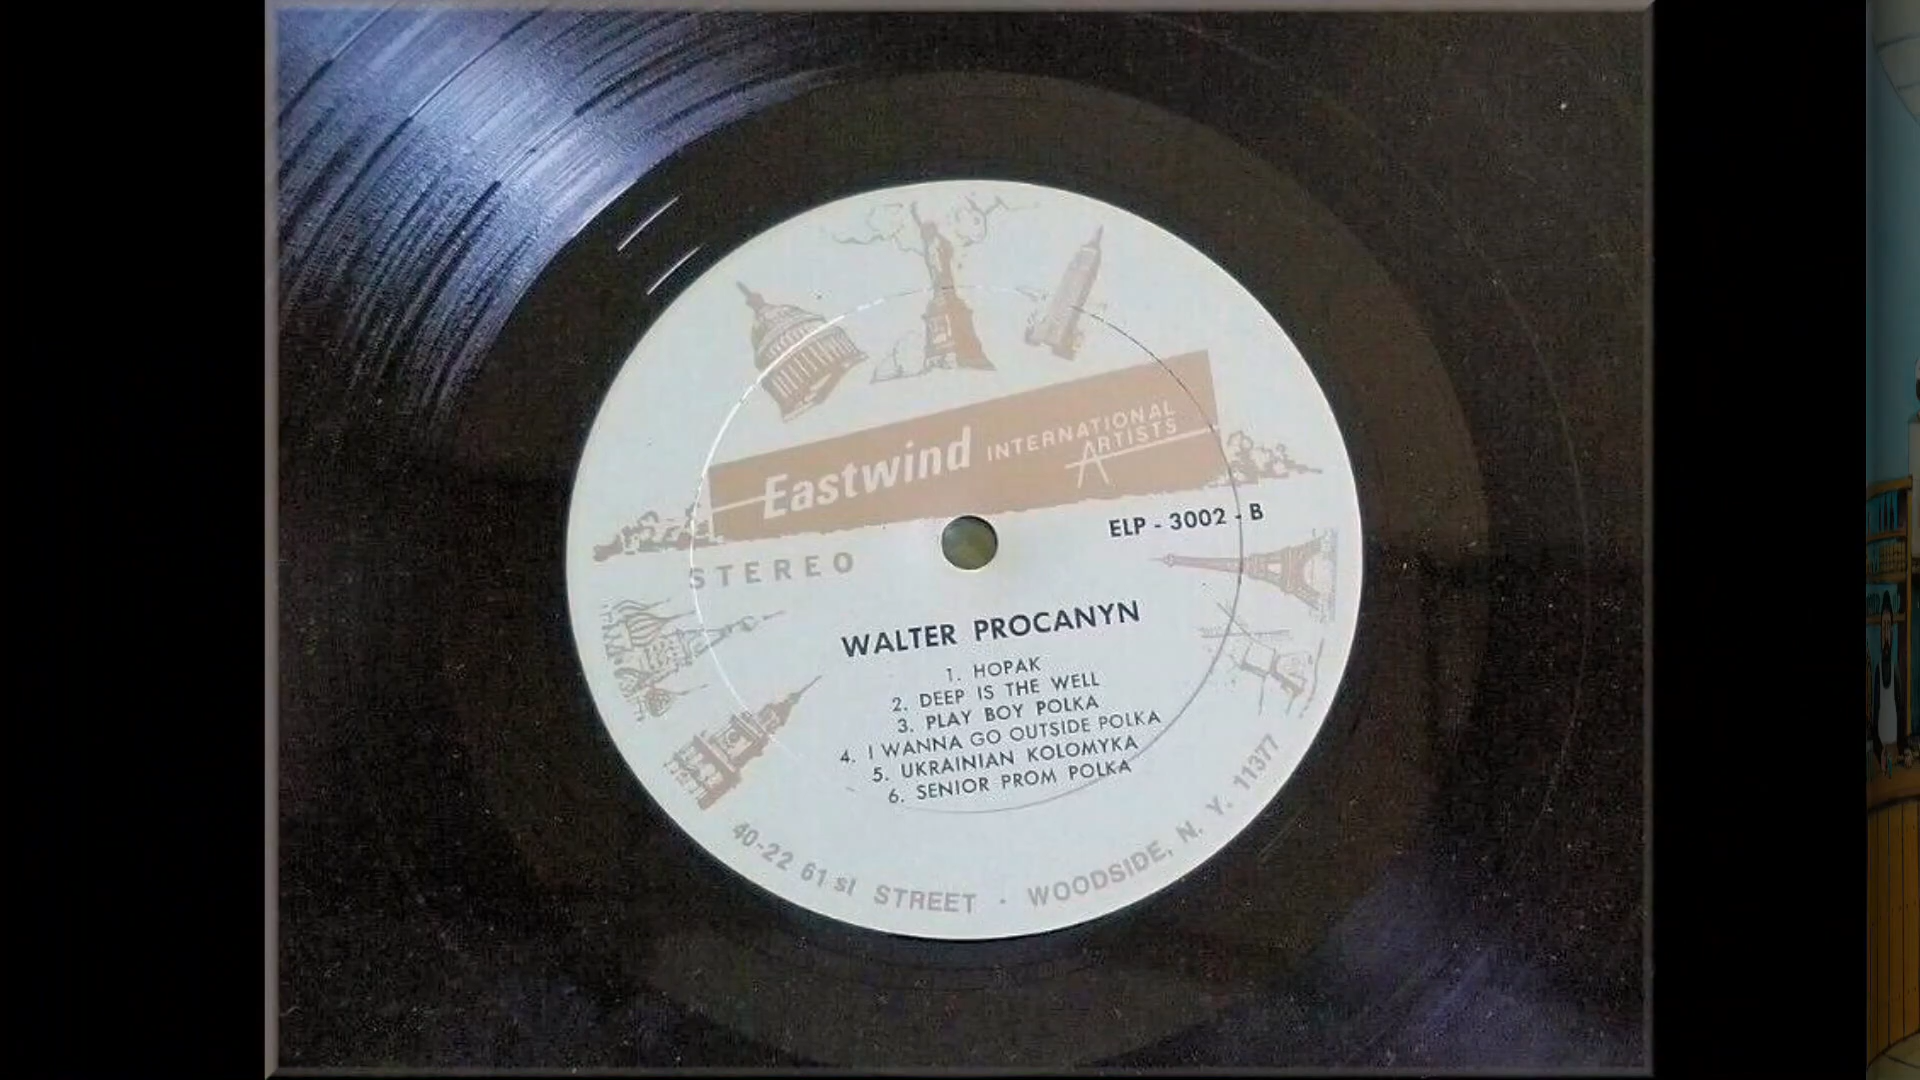 Eastwind INTERNATIONAL
ARTISTS
ELP - 3002 - B
STEREO
WALTER PROCANYN
1. HOPAK
2. DEEP IS THE WELL
3. PLAY BOY POLKA
4. I WANNA GO OUTSIDE POLKA
5. UKRAINIAN KOLOMYKA
6. SENIOR PROM POLKA
40-22 61 st STREET · WOODSIDE, N. Y. 11377